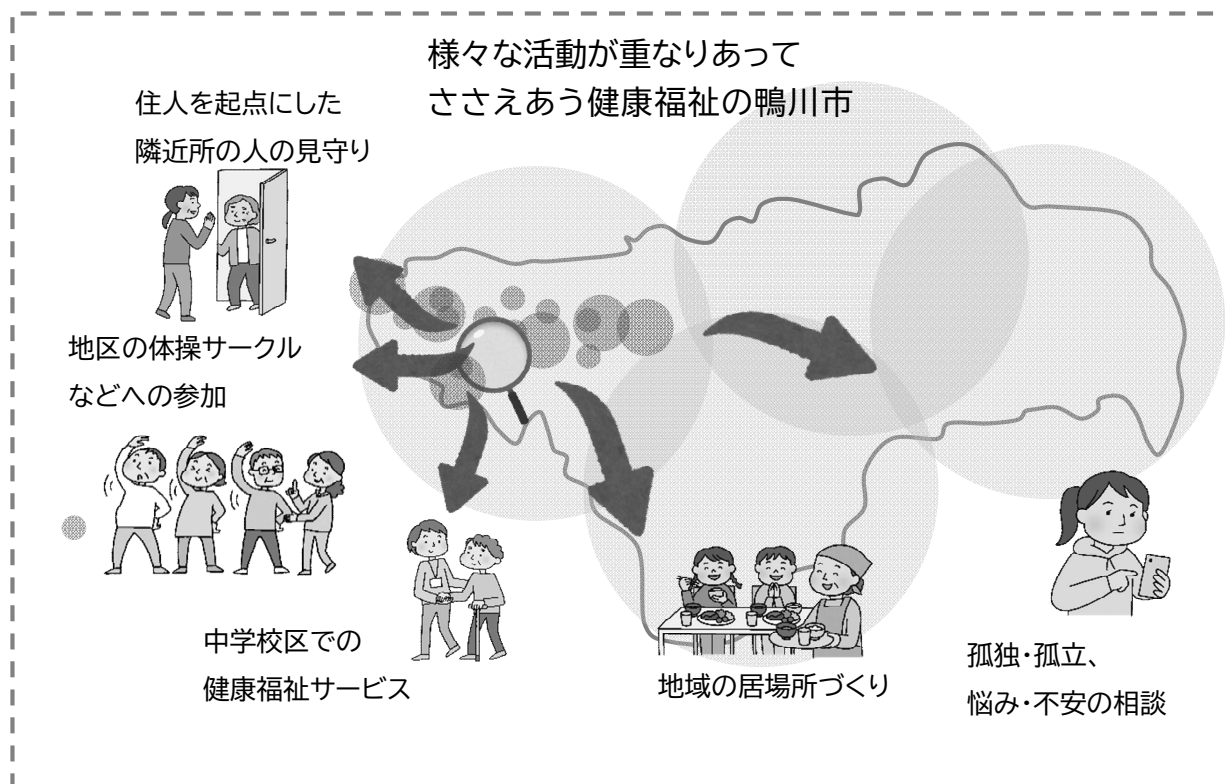 様々な活動が重なりあって
ささえあう健康福祉の鴨川市
住人を起点にした
隣近所の人の見守り
地区の体操サークル
などへの参加
中学校区での
健康福祉サービス
地域の居場所づくり
孤独・孤立、
悩み・不安の相談